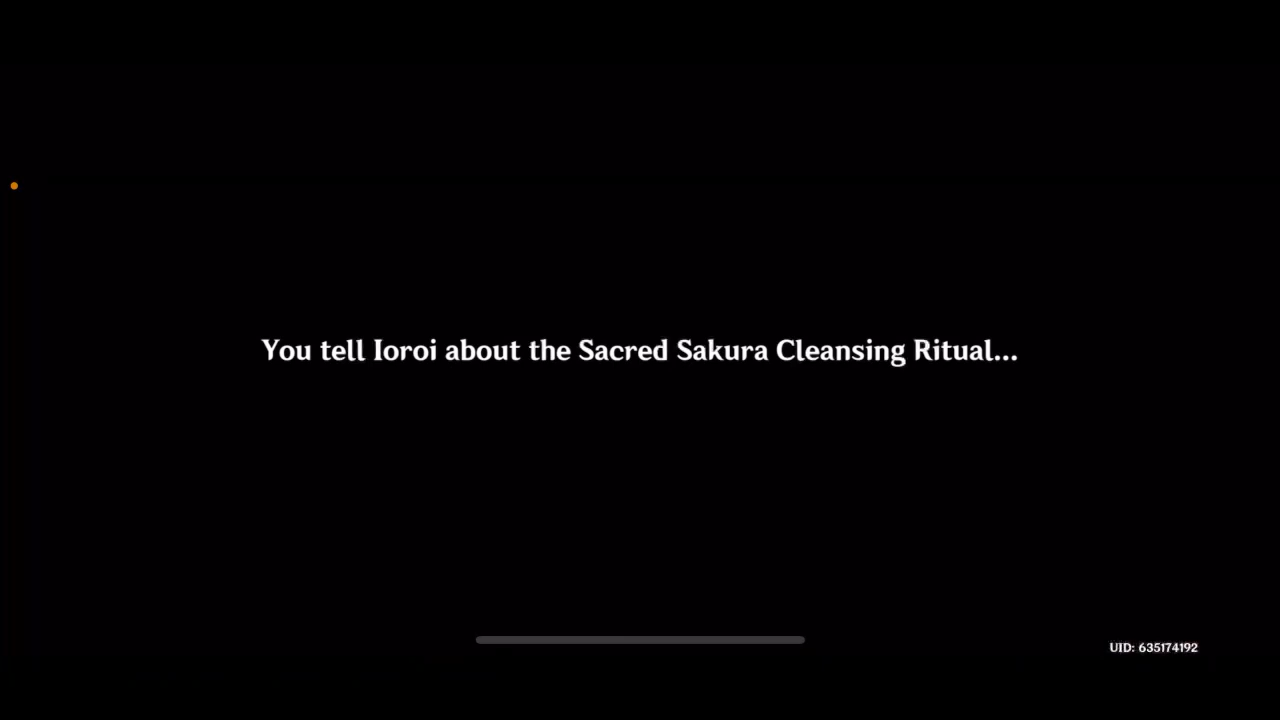 You tell Ioroi about the Sacred Sakura Cleansing Ritual...
UID: 635174192